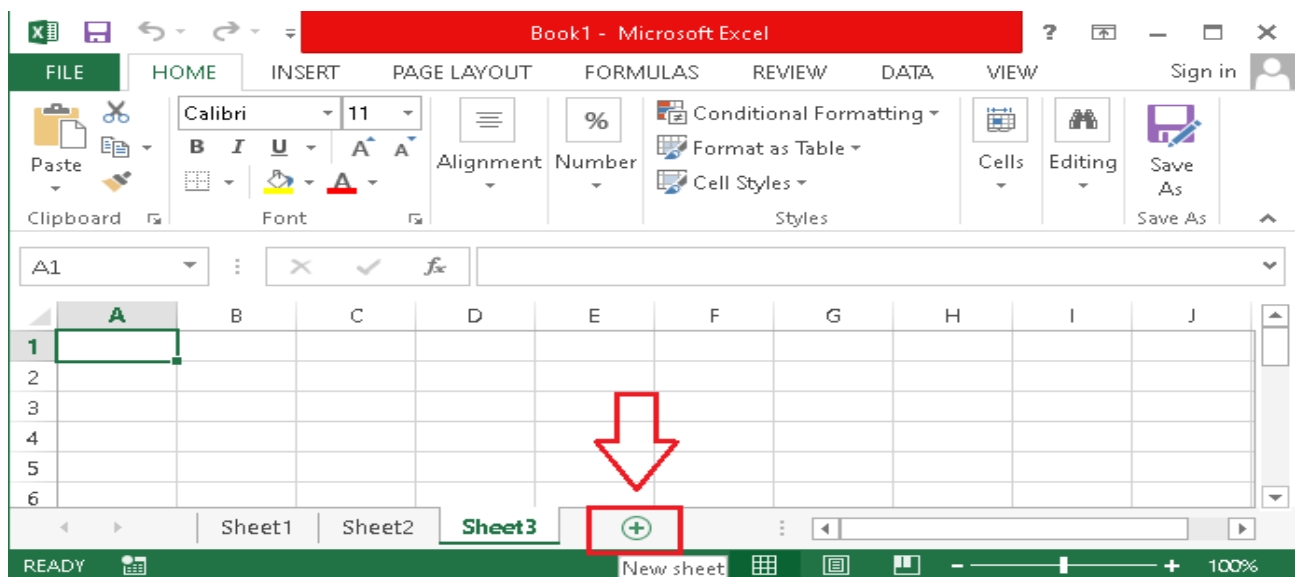 Book1 - Microsoft Excel
?
FILE HOME INSERT PAGE LAYOUT FORMULAS REVIEW DATA VIEW Sign in
Calibri 11
% Conditional Formatting
B I U A A Format as Table
Paste Alignment Number Cell Styles Cells Editing Save As
A
Clipboard Font Styles Save As
A1 fx
A B C D E F G H I J
1
2
3
4
5
6
Sheet1 Sheet2 Sheet3
READY New sheet 100%